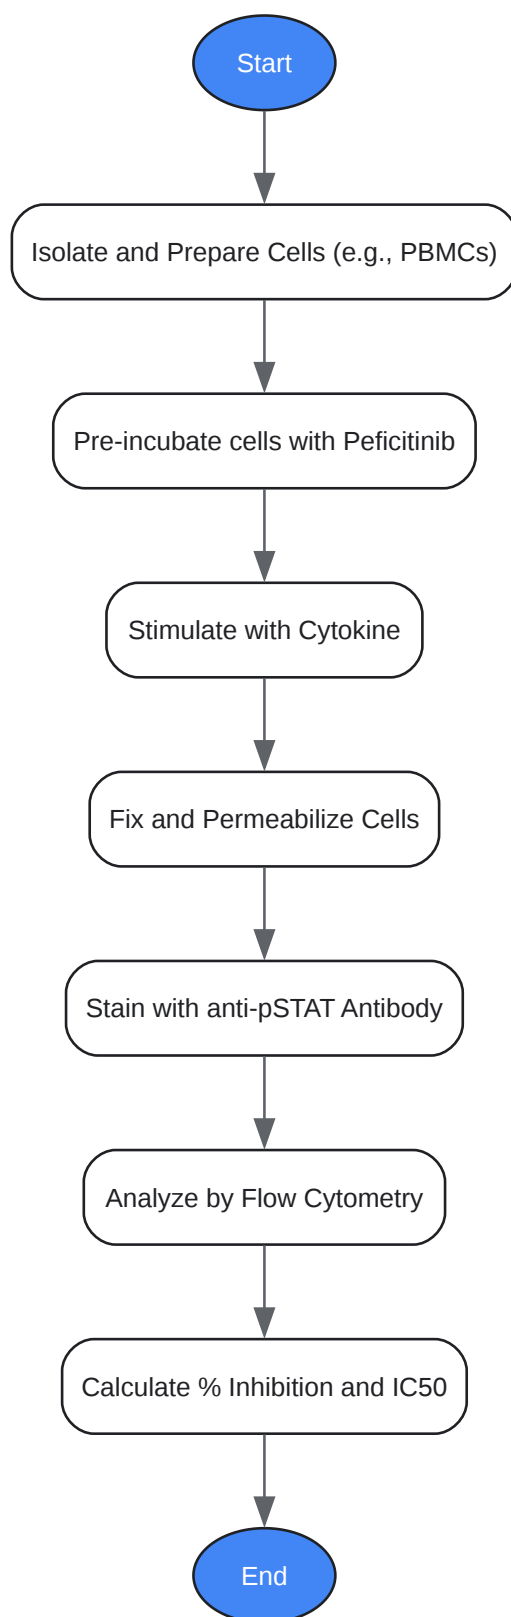 Start
Isolate and Prepare Cells (e.g., PBMCs)
Pre-incubate cells with Peficitinib
Stimulate with Cytokine
Fix and Permeabilize Cells
Stain with anti-pSTAT Antibody
Analyze by Flow Cytometry
Calculate % Inhibition and IC50
End